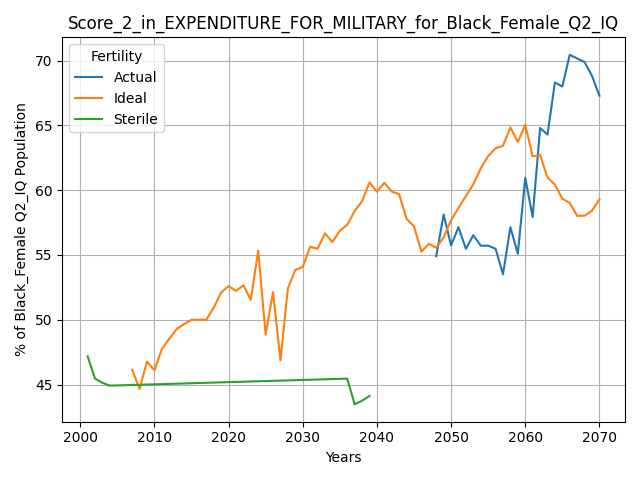 Score_2_in_EXPENDITURE_FOR_MILITARY_for_Black_Female_Q2_IQ
Fertility
Actual
Ideal
Sterile
% of Black_Female Q2_IQ Population
70
65
60
55
50
45
2000 2010 2020 2030 2040 2050 2060 2070
Years